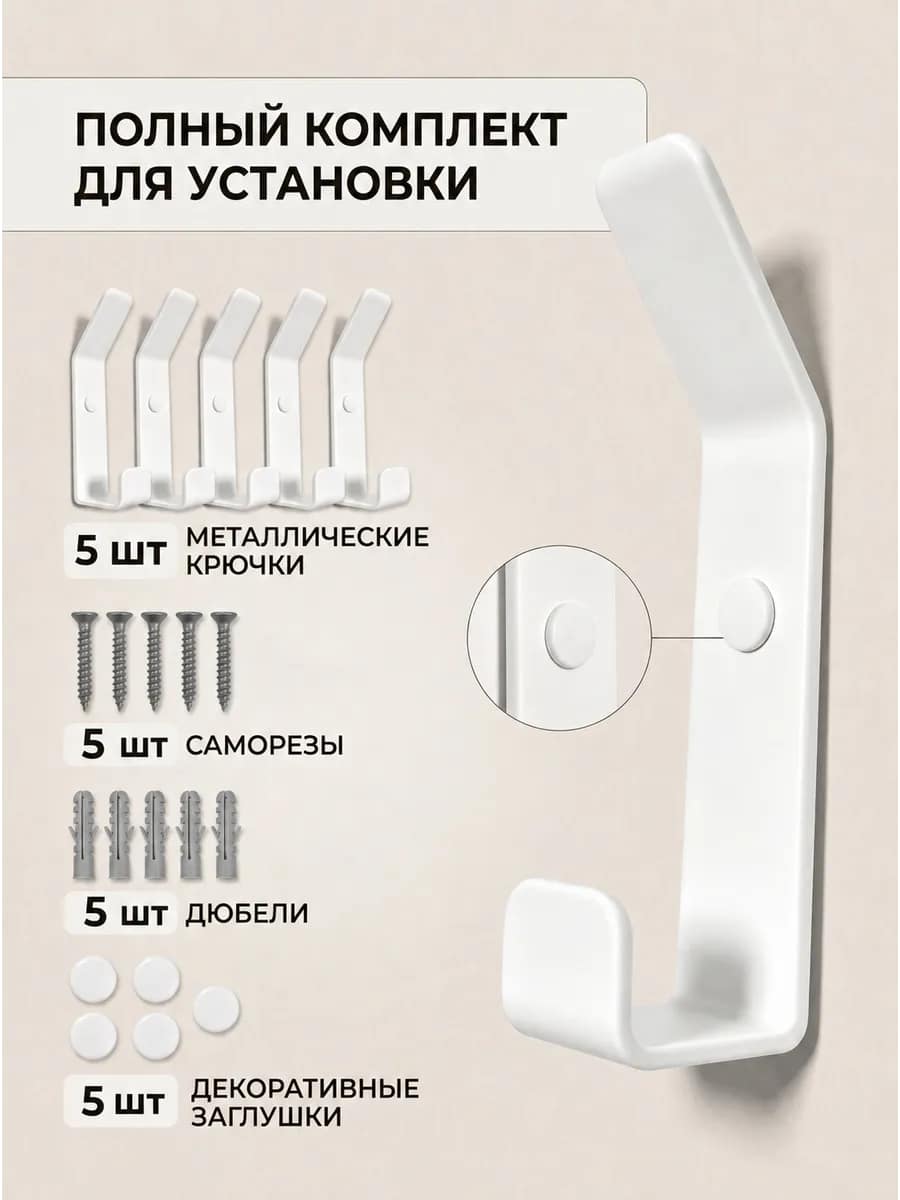 ПОЛНЫЙ КОМПЛЕКТ
ДЛЯ УСТАНОВКИ
5 шт МЕТАЛЛИЧЕСКИЕ
КРЮЧКИ
5 шт САМОРЕЗЫ
5 шт ДЮБЕЛИ
5 шт ДЕКОРАТИВНЫЕ
ЗАГЛУШКИ